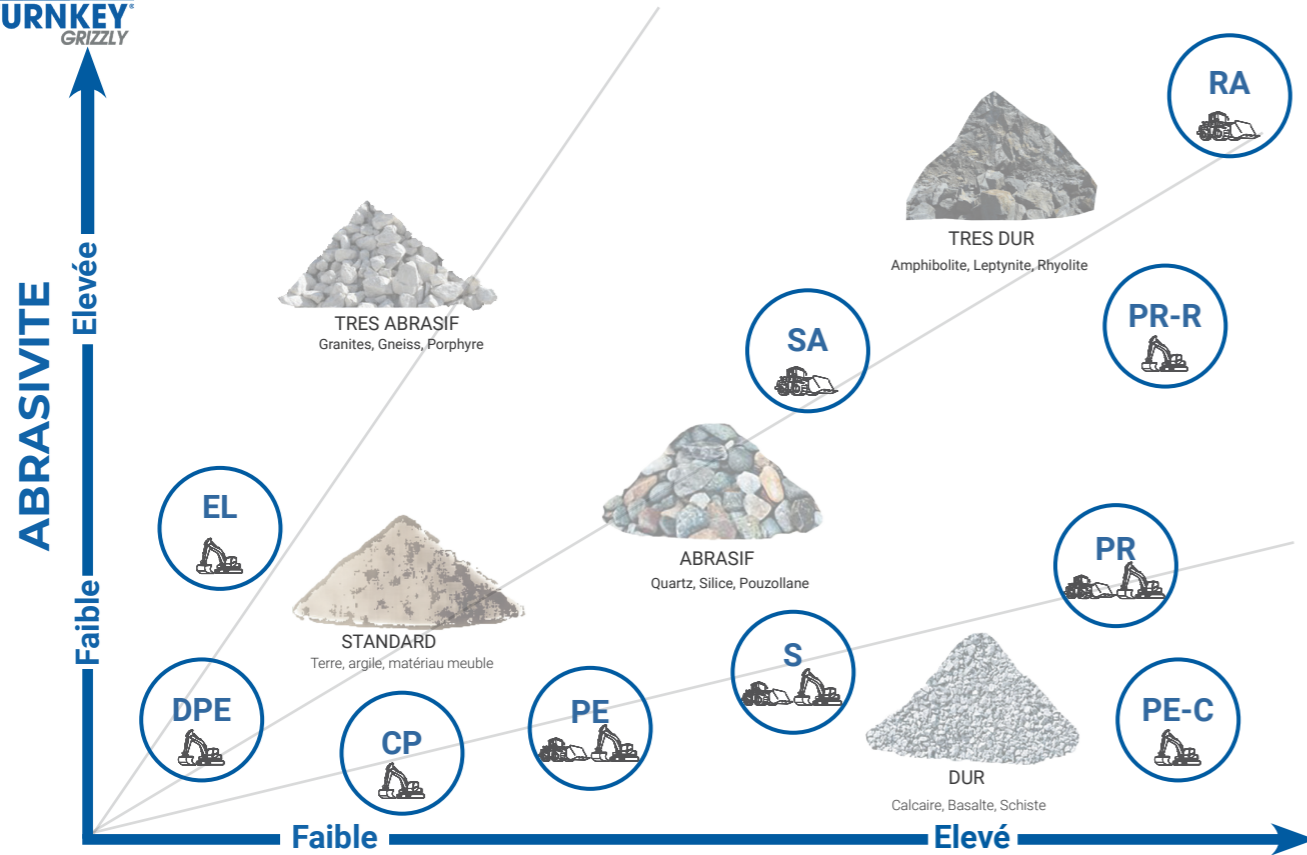 URNKEY®
GRIZZLY
RA
TRES DUR
Amphibolite, Leptynite, Rhyolite
Elevée
PR-R
TRES ABRASIF
Granites, Gneiss, Porphyre
SA
ABRASIVITE
EL
ABRASIF
Quartz, Silice, Pouzollane
PR
Faible
STANDARD
Terre, argile, matériau meuble
S
DPE
CP
PE
PE-C
DUR
Calcaire, Basalte, Schiste
Faible
Elevé